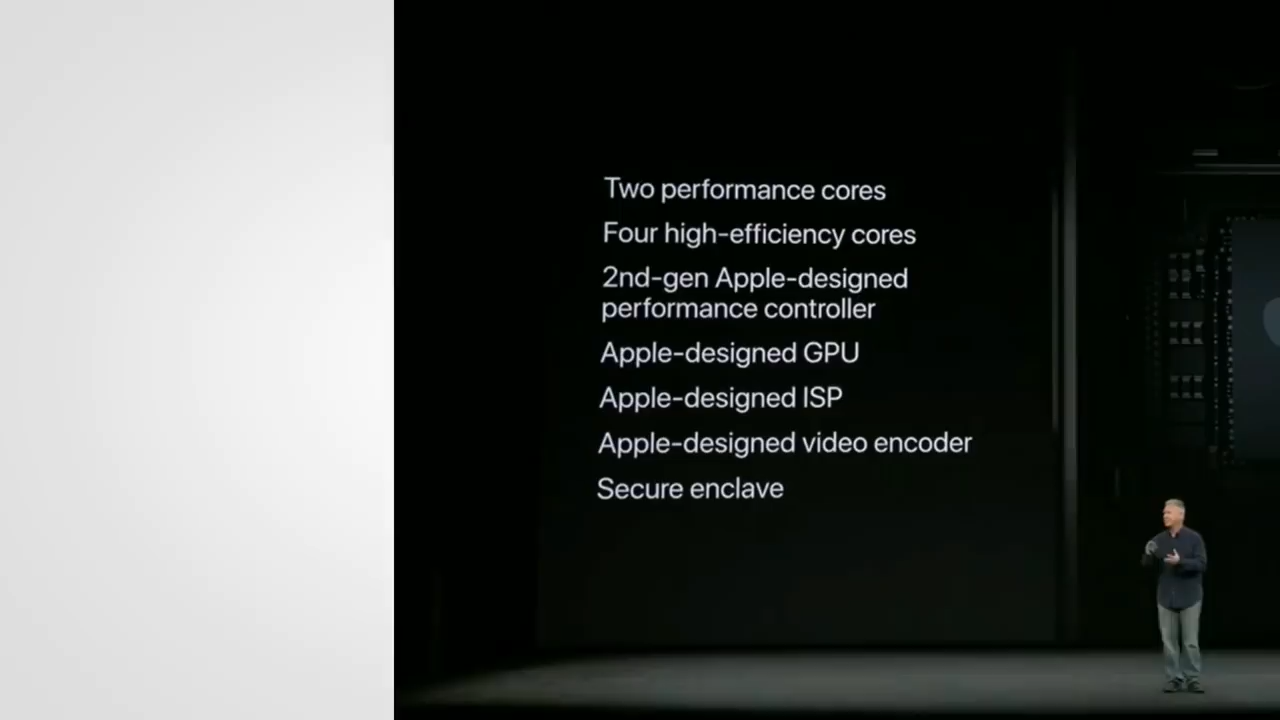 Two performance cores
Four high-efficiency cores
2nd-gen Apple-designed
performance controller
Apple-designed GPU
Apple-designed ISP
Apple-designed video encoder
Secure enclave